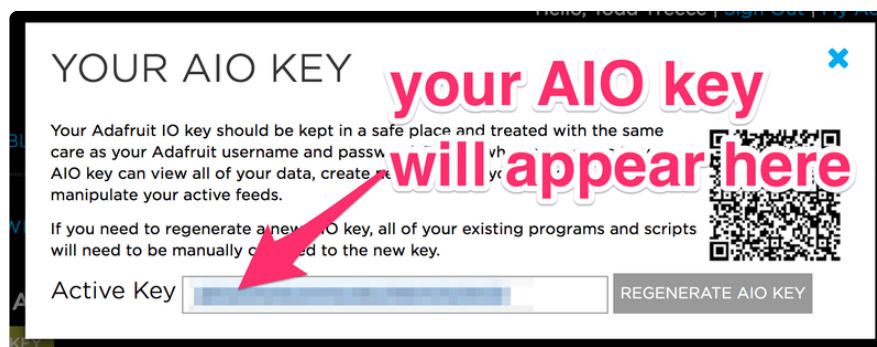 Hello, Todd Treece | Sign Out | My A
YOUR AIO KEY
your AIO key
will appear here
Your Adafruit IO key should be kept in a safe place and treated with the same
care as your Adafruit username and
AIO key can view all of your data, create
manipulate your active feeds.
If you need to regenerate a new AIO key, all of your existing programs and scripts
will need to be manually to the new key.
Active Key
REGENERATE AIO KEY
KEY